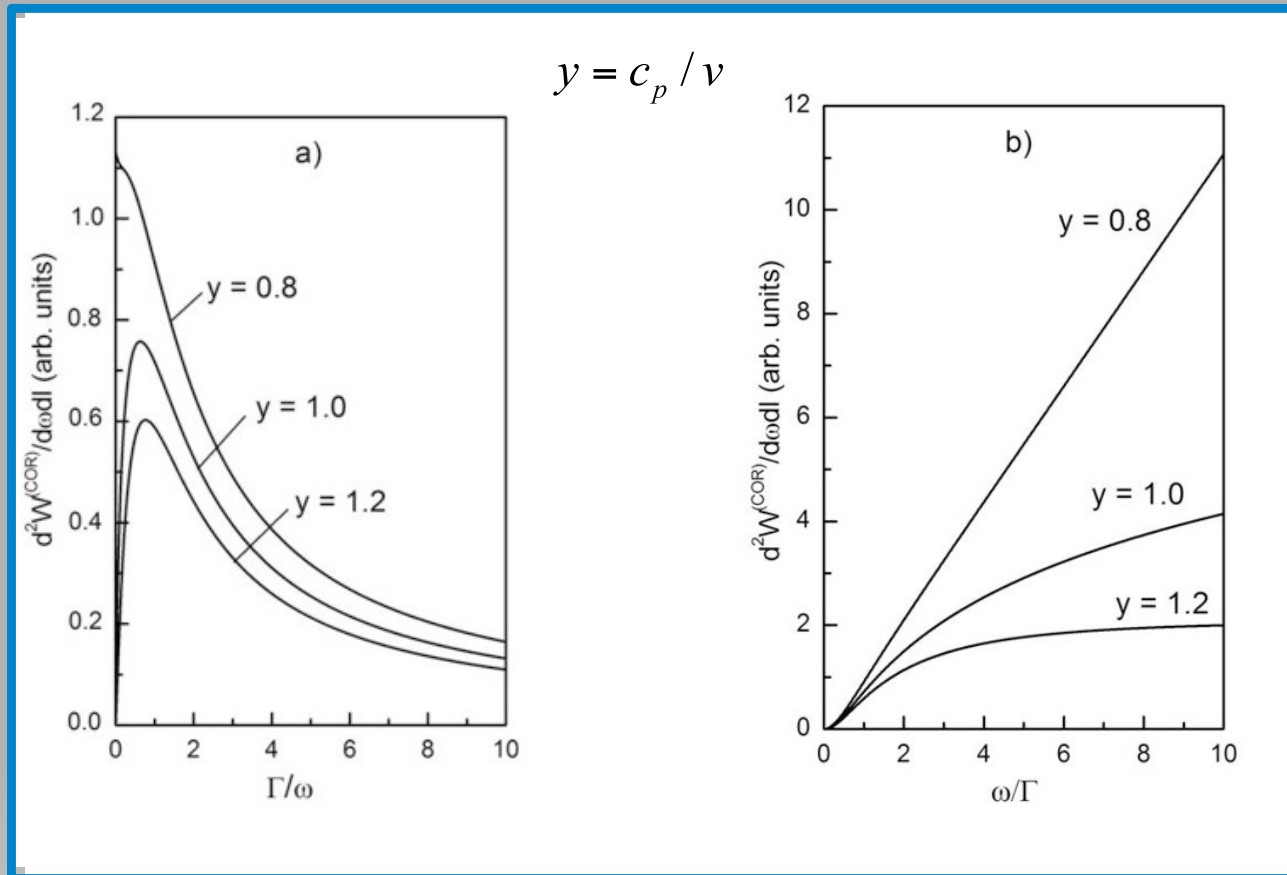 y = c_p / v
a)
d²W^(COR)/dωdl (arb. units)
1.2
1.0
0.8
0.6
0.4
0.2
0.0
y = 0.8
y = 1.0
y = 1.2
0 2 4 6 8 10
Γ/ω
b)
d²W^(COR)/dωdl (arb. units)
12
10
8
6
4
2
0
y = 0.8
y = 1.0
y = 1.2
0 2 4 6 8 10
ω/Γ